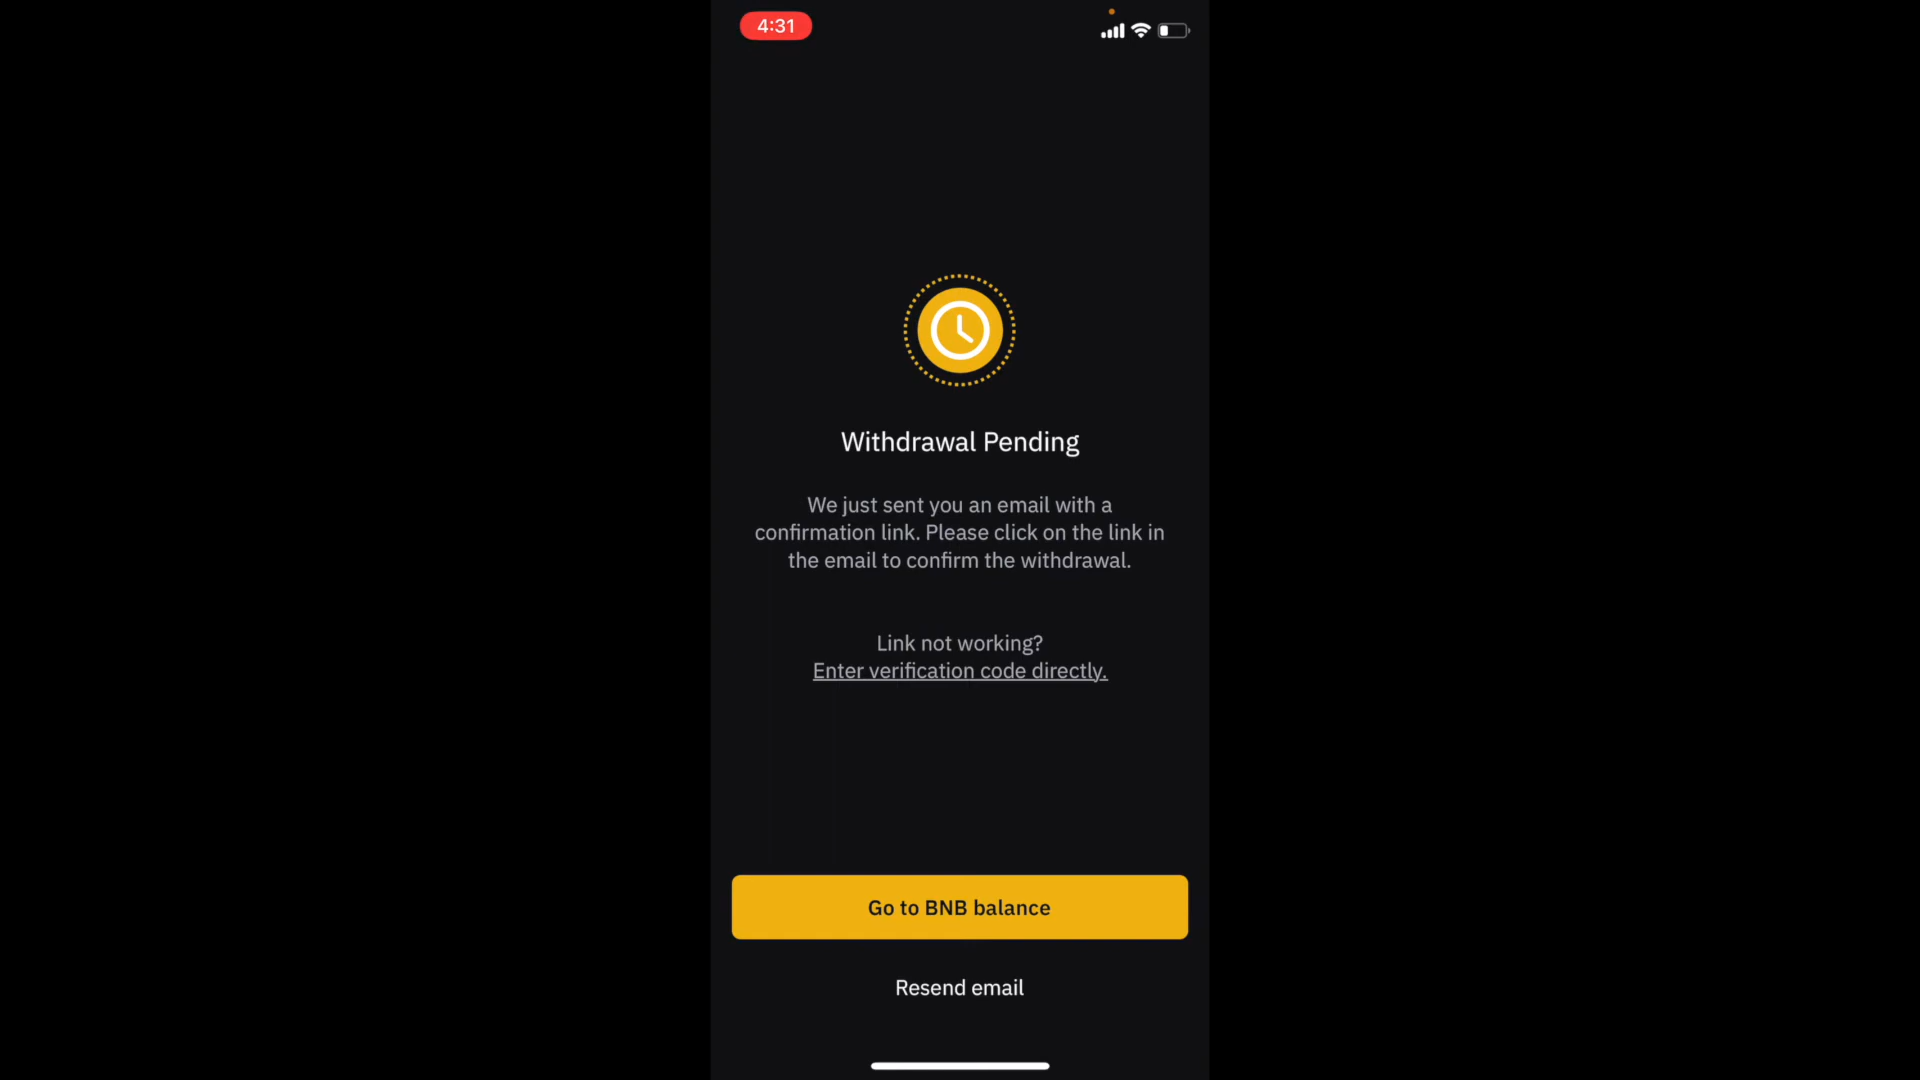 4:31
Withdrawal Pending
We just sent you an email with a
confirmation link. Please click on the link in
the email to confirm the withdrawal.
Link not working?
Enter verification code directly.
Go to BNB balance
Resend email